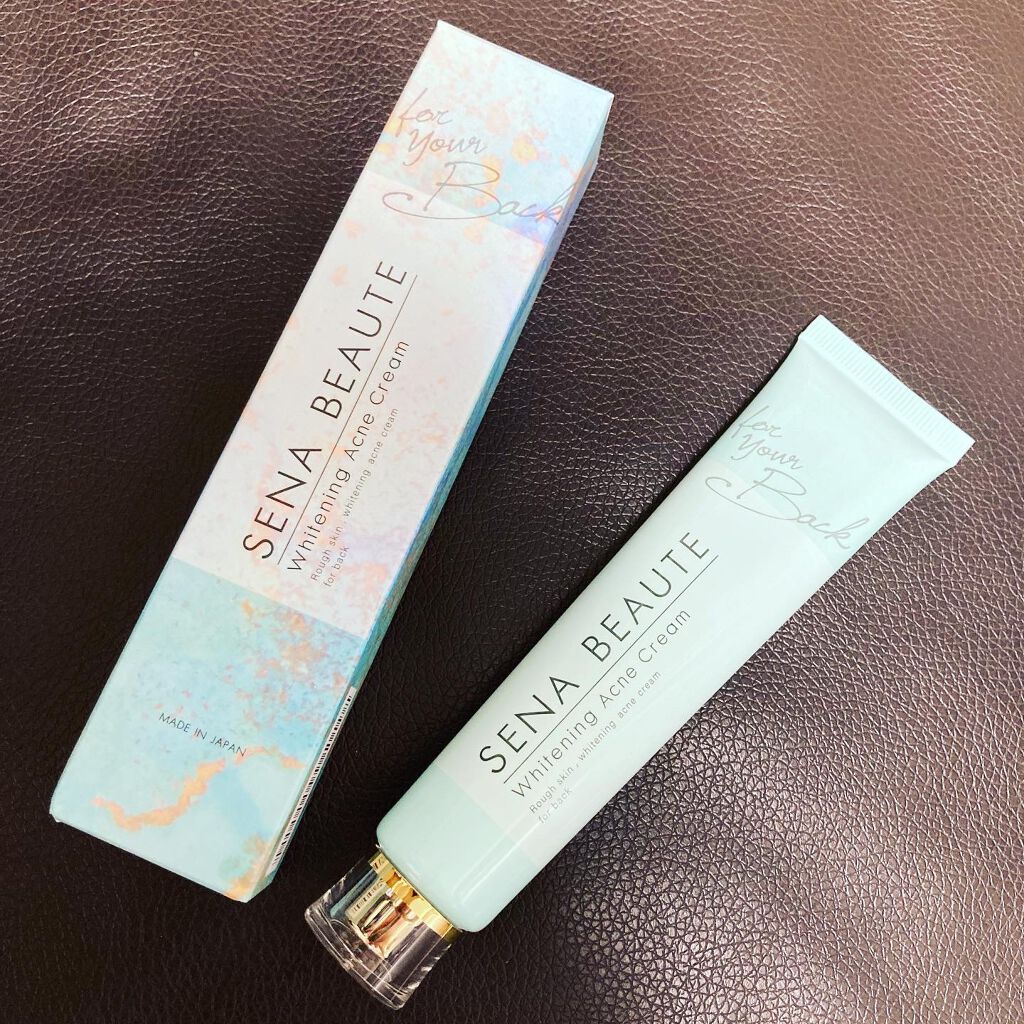 for
Your
Back
SENA BEAUTE
Whitening Acne Cream
Rough skin, whitening acne cream
for back
MADE IN JAPAN
for
Your
Back
SENA BEAUTE
Whitening Acne Cream
Rough skin, whitening acne cream
for back